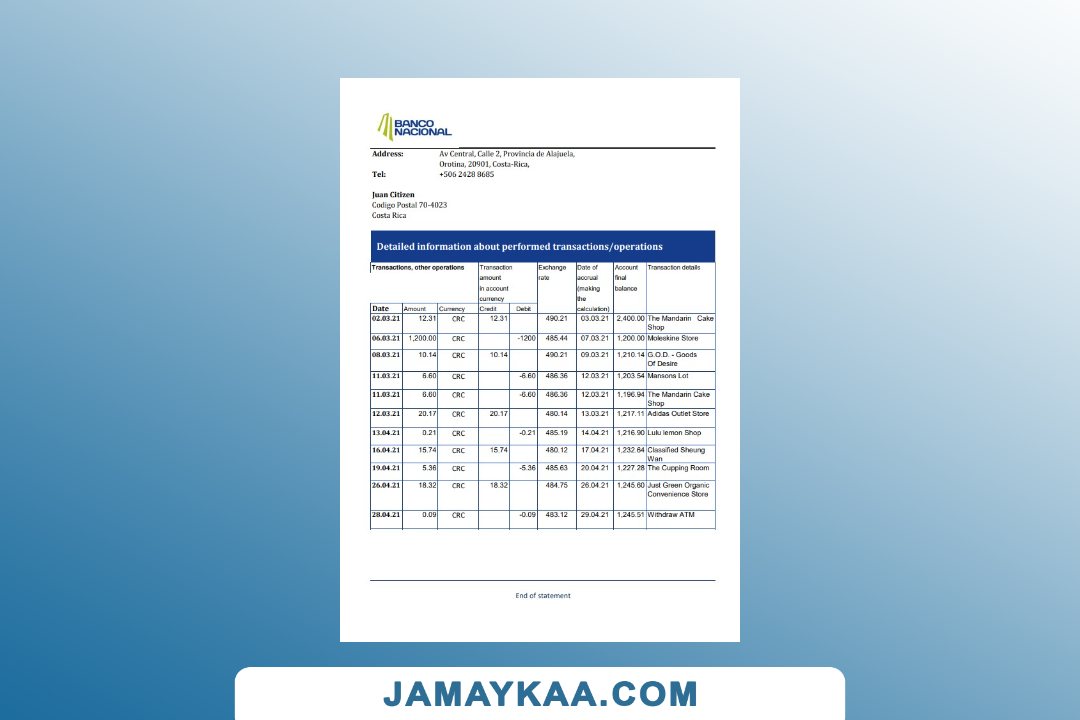 BANCO
NACIONAL
Address: Av Central, Calle 2, Provincia de Alajuela,
Orotina, 20901, Costa-Rica,
Tel: +506 2428 8685
Juan Citizen
Codigo Postal 70-4023
Costa Rica
Detailed information about performed transactions/operations
Transactions, other operations Transaction Exchange Date of Account Transaction details
amount rate accrual final
in account (making balance
currency the
Date Amount Currency Credit Debit calculation)
02.03.21 12.31 CRC 12.31 490.21 03.03.21 2,400.00 The Mandarin Cake
Shop
06.03.21 1,200.00 CRC -1200 485.44 07.03.21 1,200.00 Moleskine Store
08.03.21 10.14 CRC 10.14 490.21 09.03.21 1,210.14 G.O.D. - Goods
Of Desire
11.03.21 6.60 CRC -6.60 486.36 12.03.21 1,203.54 Mansons Lot
11.03.21 6.60 CRC -6.60 486.36 12.03.21 1,196.94 The Mandarin Cake
Shop
12.03.21 20.17 CRC 20.17 480.14 13.03.21 1,217.11 Adidas Outlet Store
13.04.21 0.21 CRC -0.21 485.19 14.04.21 1,216.90 Lulu lemon Shop
16.04.21 15.74 CRC 15.74 480.12 17.04.21 1,232.64 Classified Sheung
Wan
19.04.21 5.36 CRC -5.36 485.63 20.04.21 1,227.28 The Cupping Room
26.04.21 18.32 CRC 18.32 484.75 26.04.21 1,245.60 Just Green Organic
Convenience Store
28.04.21 0.09 CRC -0.09 483.12 29.04.21 1,245.51 Withdraw ATM
End of statement
JAMAYKAA.COM